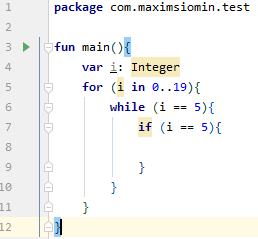 1 package com.maximsiomin.test
2
3 fun main(){
4 var i: Integer
5 for (i in 0..19){
6 while (i == 5){
7 if (i == 5){
8
9 }
10 }
11 }
12 }